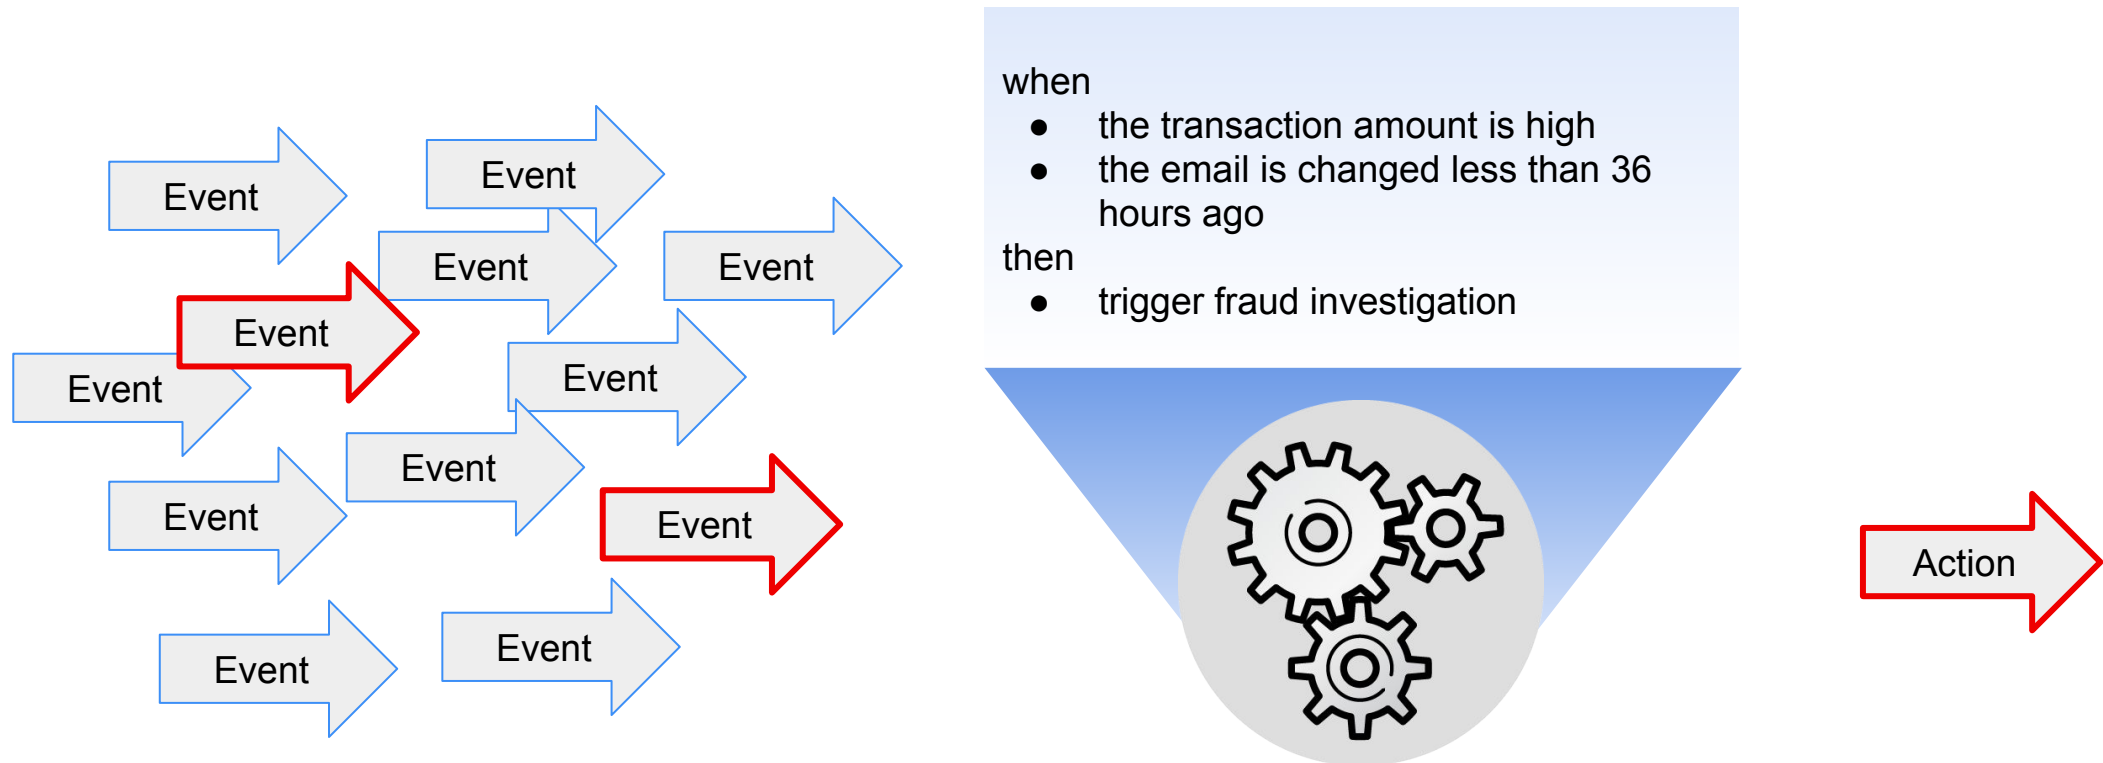 Event
Event
Event
Event
Event
Event
Event
Event
Event
Event
Event
Event
when
● the transaction amount is high
● the email is changed less than 36
hours ago
then
● trigger fraud investigation
Action